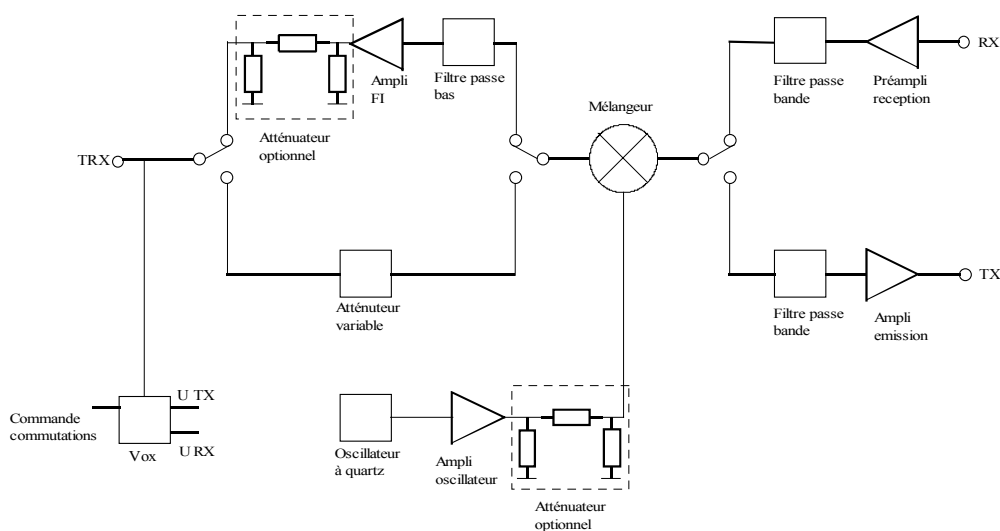 Ampli
FI
Filtre passe
bas
Atténuateur
optionnel
Mélangeur
Filtre passe
bande
Préampli
reception
RX
TRX
Atténuteur
variable
Filtre passe
bande
Ampli
emission
TX
Commande
commutations
U TX
U RX
Vox
Oscillateur
à quartz
Ampli
oscillateur
Atténuateur
optionnel